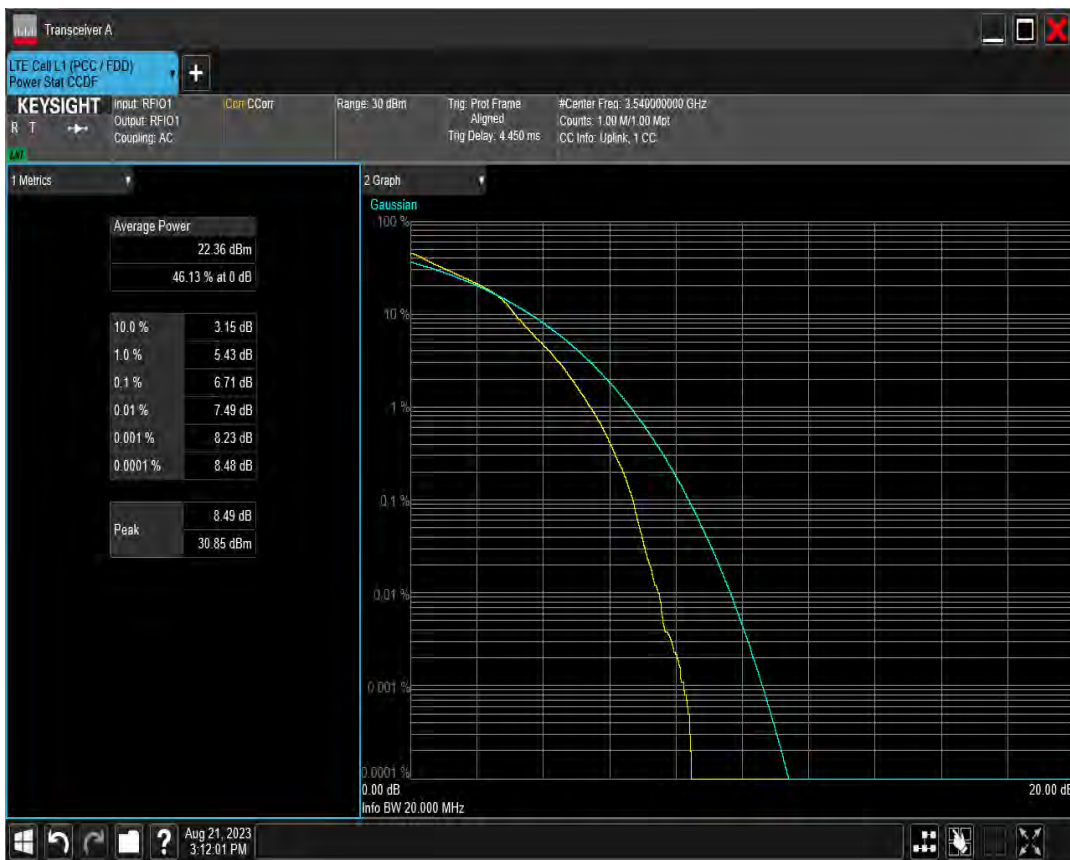 Transceiver A
LTE Cell L1 (PCC / FDD)
Power Stat CCDF
+
KEYSIGHT
R T
LNI
Input: RFIO1
Output: RFIO1
Coupling: AC
Corr CCorr
Range: 30 dBm
Trig: Prot Frame
Aligned
Trig Delay: 4.450 ms
#Center Freq: 3.540000000 GHz
Counts: 1.00 M/1.00 Mpt
CC Info: Uplink, 1 CC
1 Metrics
Average Power
22.36 dBm
46.13 % at 0 dB
10.0 % 3.15 dB
1.0 % 5.43 dB
0.1 % 6.71 dB
0.01 % 7.49 dB
0.001 % 8.23 dB
0.0001 % 8.48 dB
Peak 8.49 dB
30.85 dBm
2 Graph
Gaussian
100 %
10 %
1 %
0.1 %
0.01 %
0.001 %
0.0001 %
0.00 dB
20.00 dB
Info BW 20.000 MHz
?
Aug 21, 2023
3:12:01 PM